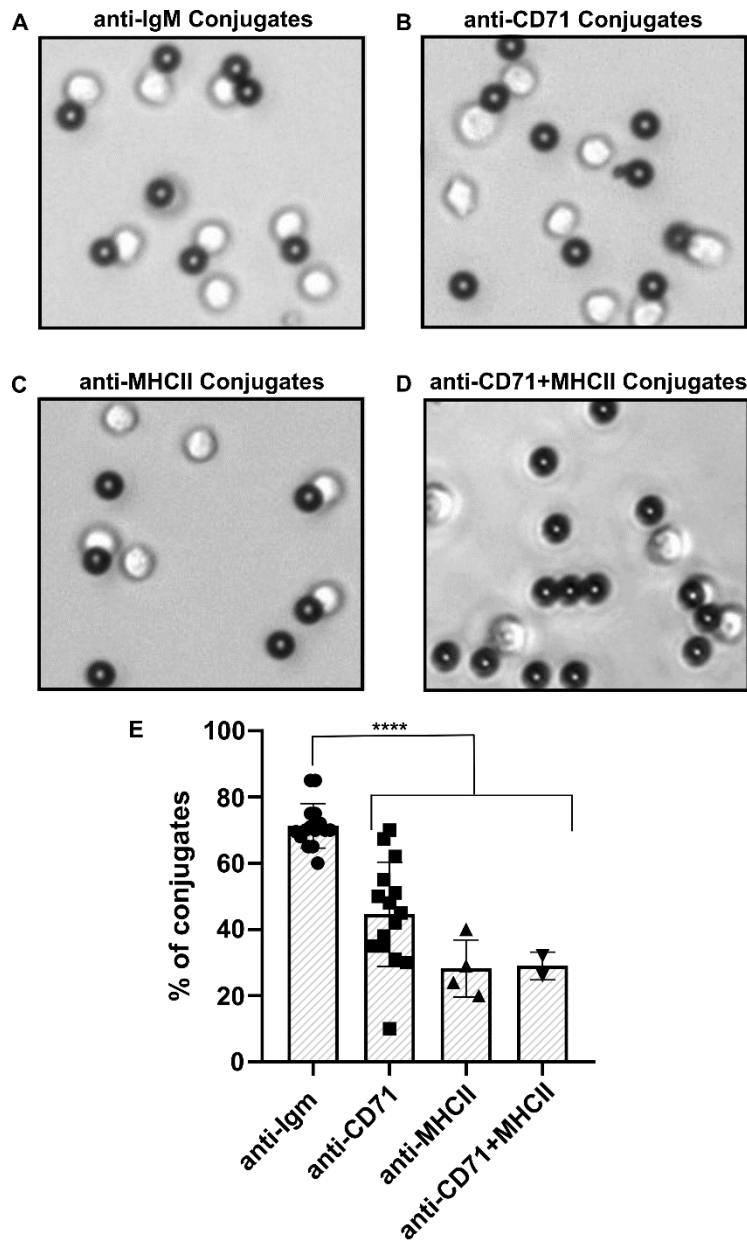 A anti-IgM Conjugates
B anti-CD71 Conjugates
C anti-MHCII Conjugates
D anti-CD71+MHCII Conjugates
E
****
% of conjugates
100
80
60
40
20
0
anti-Igm
anti-CD71
anti-MHCII
anti-CD71+MHCII